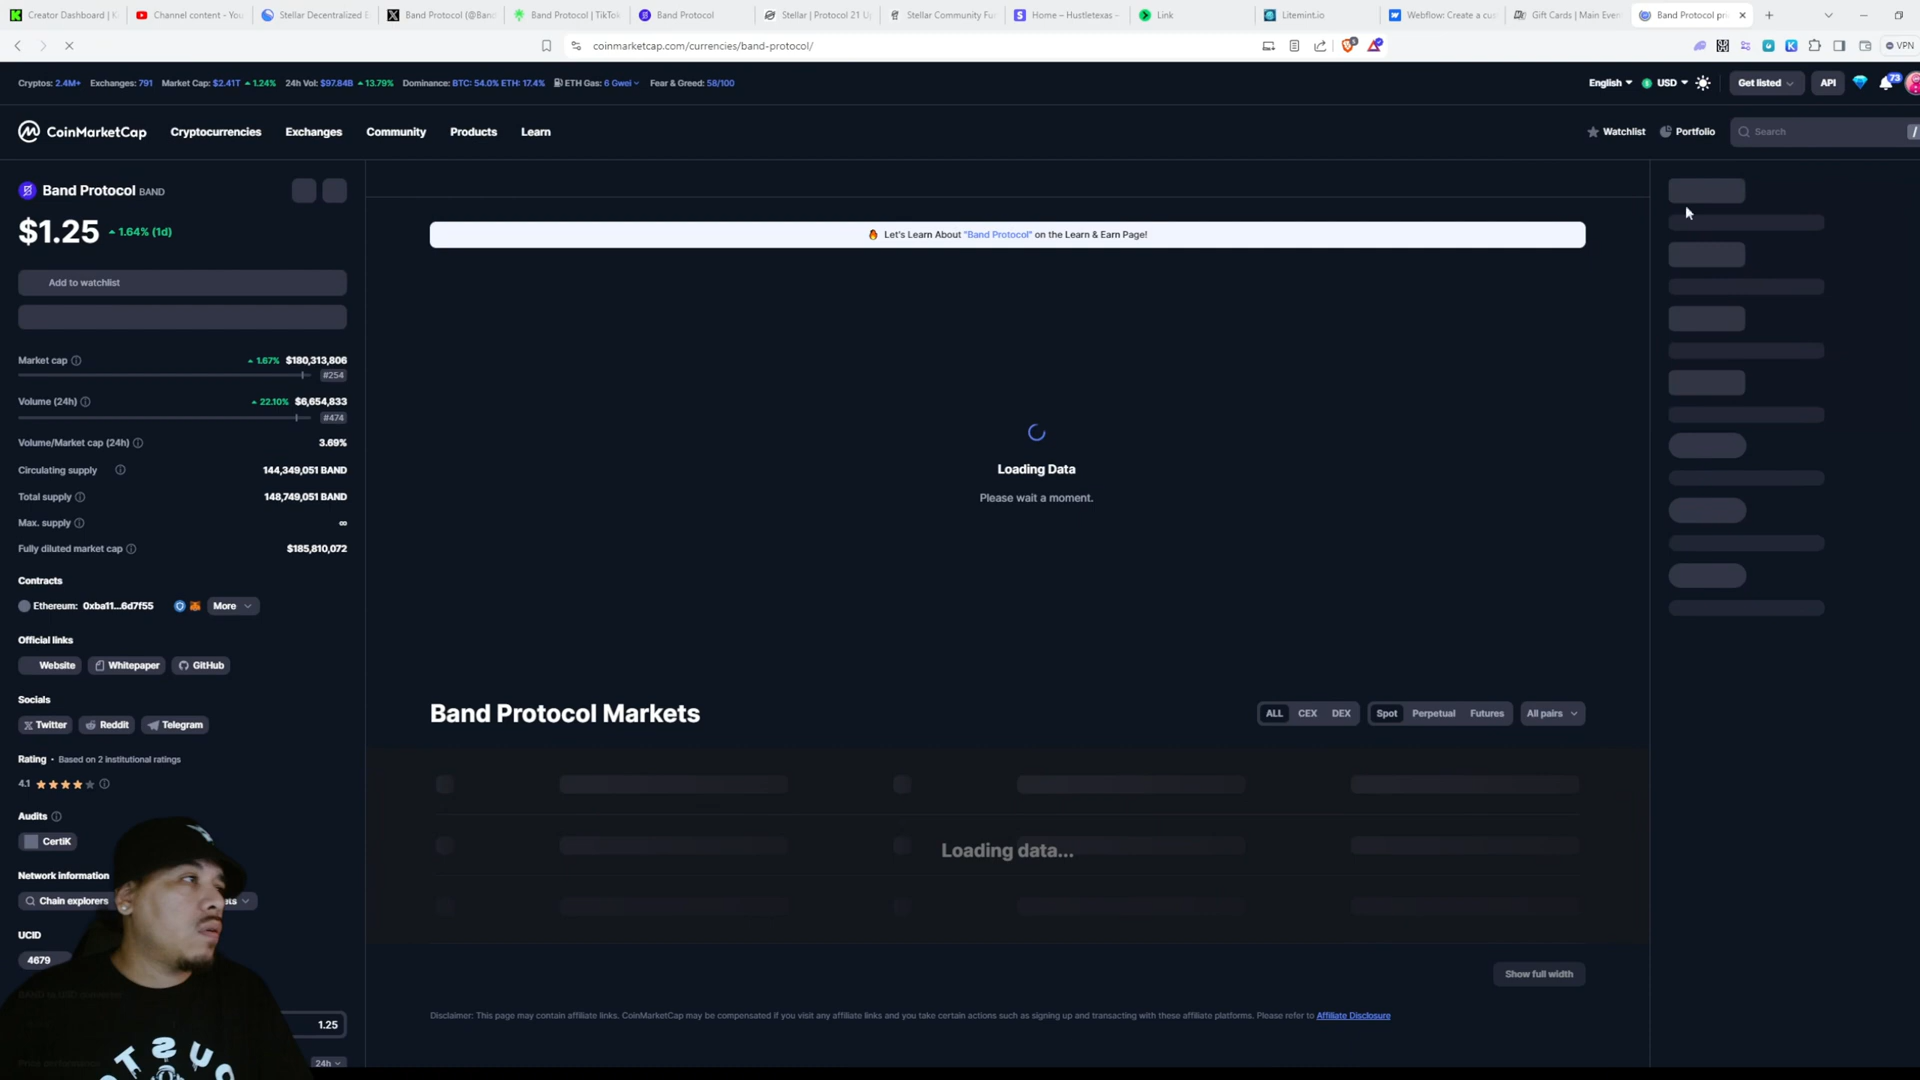 Creator Dashboard | K
Channel content - You
Stellar Decentralized E
Band Protocol (@Ban
Band Protocol | TikTo
Band Protocol
Stellar | Protocol 21 U
Stellar Community Fu
Home – Hustletexas –
Link
Litemint.io
Webflow: Create a cus
Gift Cards | Main Even
Band Protocol pr
coinmarketcap.com/currencies/band-protocol/
VPN
Cryptos: 2.4M+ Exchanges: 791 Market Cap: $2.41T 1.24% 24h Vol: $97.84B 13.79% Dominance: BTC: 54.0% ETH: 17.4% ETH Gas: 6 Gwei Fear & Greed: 58/100
English USD Get listed API 73
CoinMarketCap Cryptocurrencies Exchanges Community Products Learn
Watchlist Portfolio Search /
Band Protocol BAND
$1.25 1.64% (1d)
Let's Learn About "Band Protocol" on the Learn & Earn Page!
Add to watchlist
Market cap 1.67% $180,313,806
#254
Volume (24h) 22.10% $6,654,833
#474
Volume/Market cap (24h) 3.69%
Circulating supply 144,349,051 BAND
Total supply 148,749,051 BAND
Max. supply ∞
Fully diluted market cap $185,810,072
Loading Data
Please wait a moment.
Contracts
Ethereum: 0xba11...6d7f55 More
Official links
Website Whitepaper GitHub
Socials
Twitter Reddit Telegram
Rating • Based on 2 institutional ratings
4.1
Audits
CertiK
Network information
Chain explorers
UCID
4679
1.25
24h
Band Protocol Markets
ALL CEX DEX Spot Perpetual Futures All pairs
Loading data...
Show full width
Disclaimer: This page may contain affiliate links. CoinMarketCap may be compensated if you visit any affiliate links and you take certain actions such as signing up and transacting with these affiliate platforms. Please refer to Affiliate Disclosure